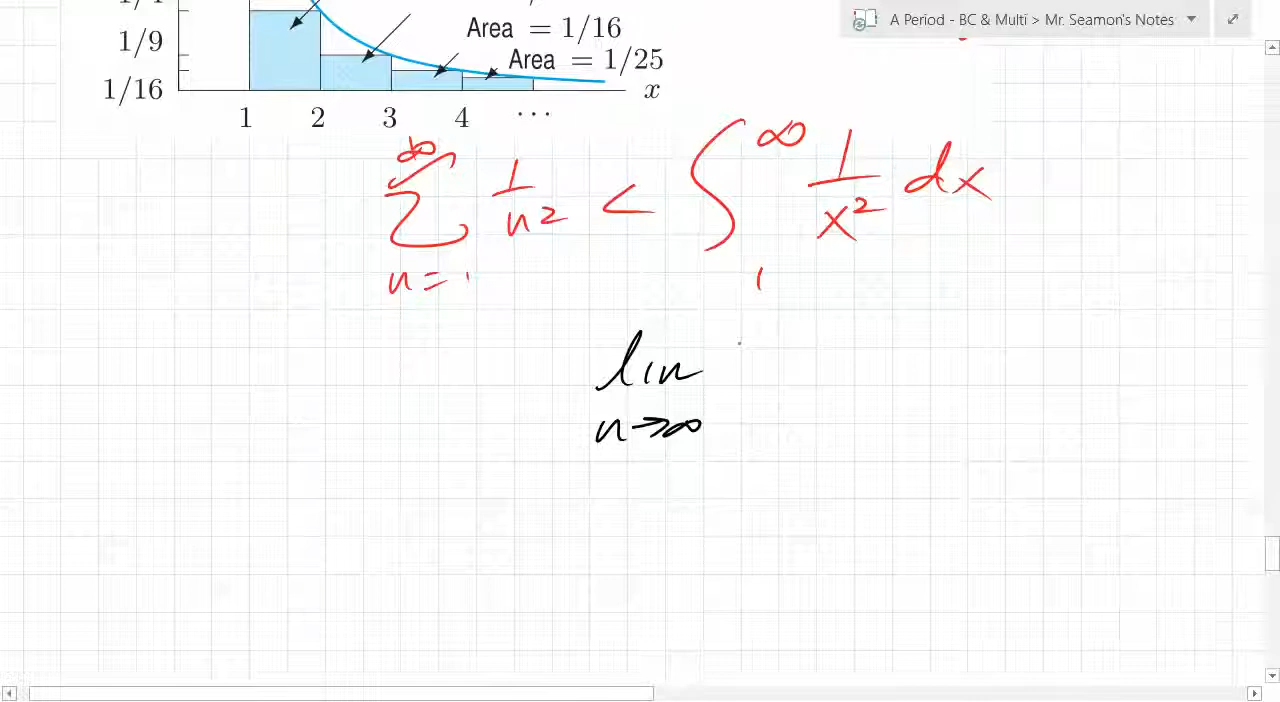 A Period - BC & Multi > Mr. Seamon's Notes
Area = 1/16
1/9
Area = 1/25
1/16
x
1 2 3 4 ...
∞
∑ 1/n² < ∫₁^∞ 1/x² dx
n=1
lim
n→∞